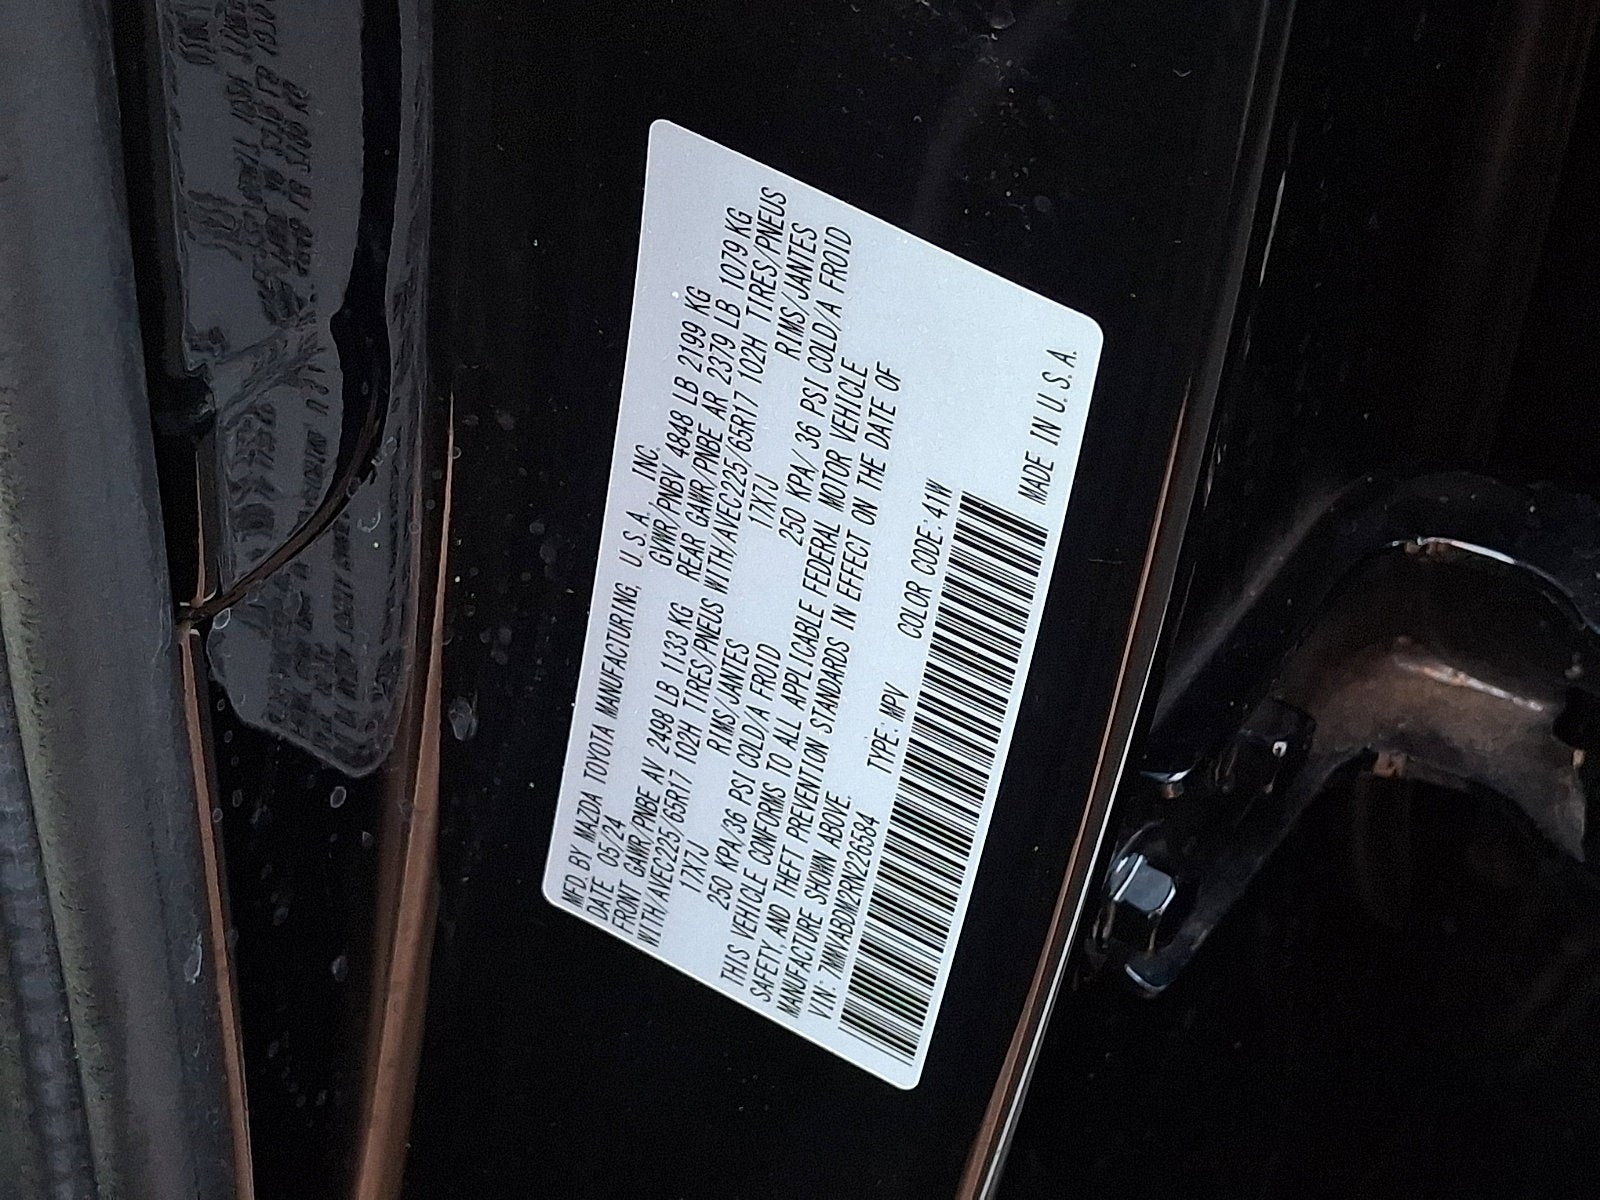 MFD. BY MAZDA TOYOTA MANUFACTURING, U.S.A., INC.
DATE 05/24 GVWR/PNBV 4848 LB 2199 KG
FRONT GAWR/PNBE AV 2498 LB 1133 KG REAR GAWR/PNBE AR 2379 LB 1079 KG
WITH/AVEC225/65R17 102H TIRES/PNEUS WITH/AVEC225/65R17 102H TIRES/PNEUS
17X7J RIMS/JANTES 17X7J RIMS/JANTES
250 KPA/36 PSI COLD/A FROID 250 KPA/ 36 PSI COLD/A FROID
THIS VEHICLE CONFORMS TO ALL APPLICABLE FEDERAL MOTOR VEHICLE
SAFETY, AND THEFT PREVENTION STANDARDS IN EFFECT ON THE DATE OF
MANUFACTURE SHOWN ABOVE.
VIN: 7MMVABDM2RN226584 TYPE: MPV COLOR CODE: 41W
MADE IN U.S.A.